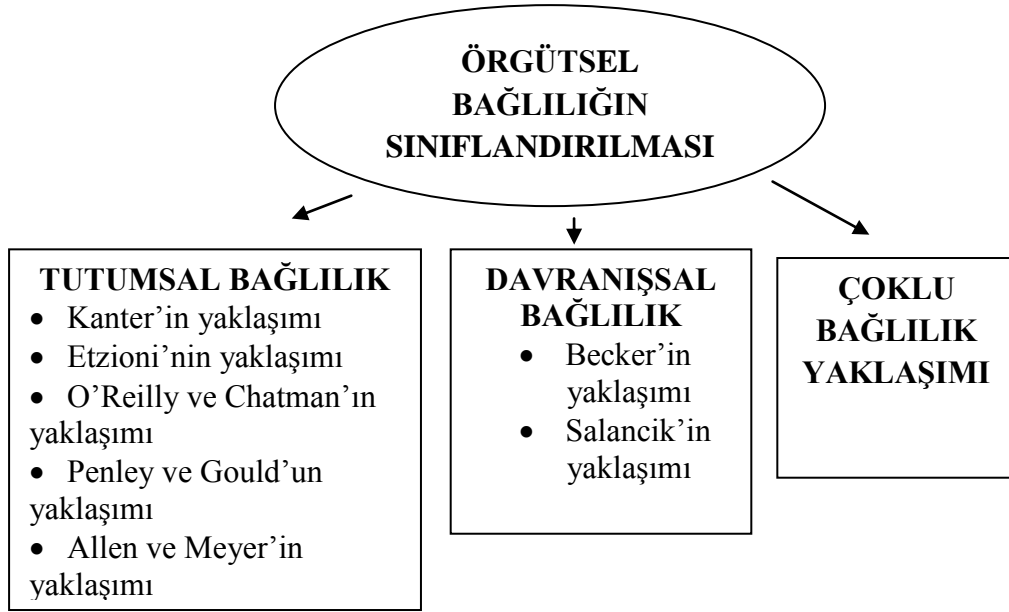 ÖRGÜTSEL
BAĞLILIĞIN
SINIFLANDIRILMASI
TUTUMSAL BAĞLILIK
• Kanter’in yaklaşımı
• Etzioni’nin yaklaşımı
• O’Reilly ve Chatman’ın
yaklaşımı
• Penley ve Gould’un
yaklaşımı
• Allen ve Meyer’in
yaklaşımı
DAVRANIŞSAL
BAĞLILIK
• Becker’in
yaklaşımı
• Salancik’in
yaklaşımı
ÇOKLU
BAĞLILIK
YAKLAŞIMI